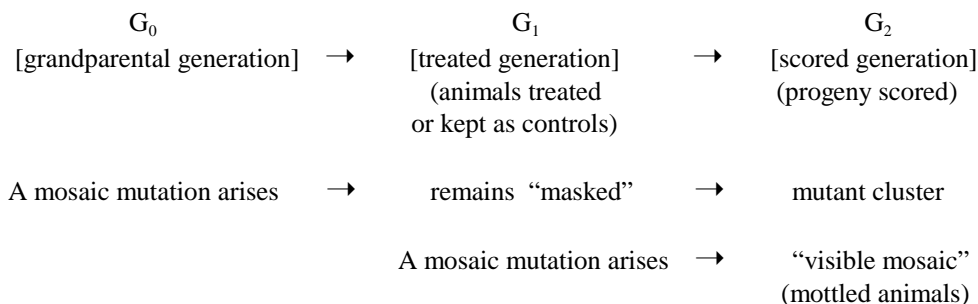 G₀ G₁ G₂
[grandparental generation] → [treated generation] → [scored generation]
(animals treated (progeny scored)
or kept as controls)
A mosaic mutation arises → remains “masked” → mutant cluster
A mosaic mutation arises → “visible mosaic”
(mottled animals)